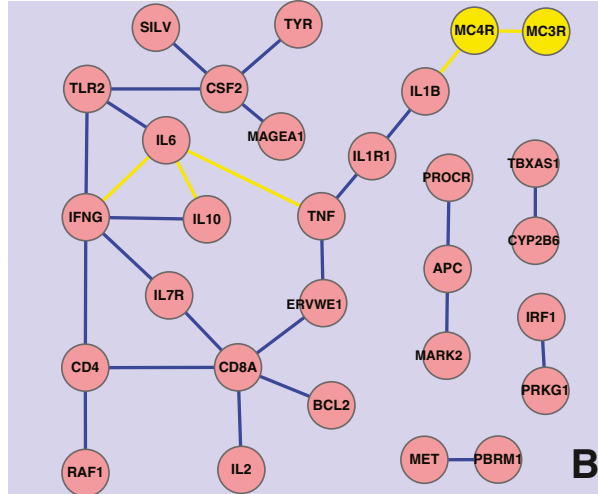 SILV
TYR
MC4R
MC3R
TLR2
CSF2
IL1B
MAGEA1
IL6
IL1R1
TBXAS1
PROCR
IFNG
IL10
TNF
CYP2B6
APC
IL7R
ERVWE1
IRF1
MARK2
CD4
CD8A
PRKG1
BCL2
RAF1
IL2
MET
PBRM1
B